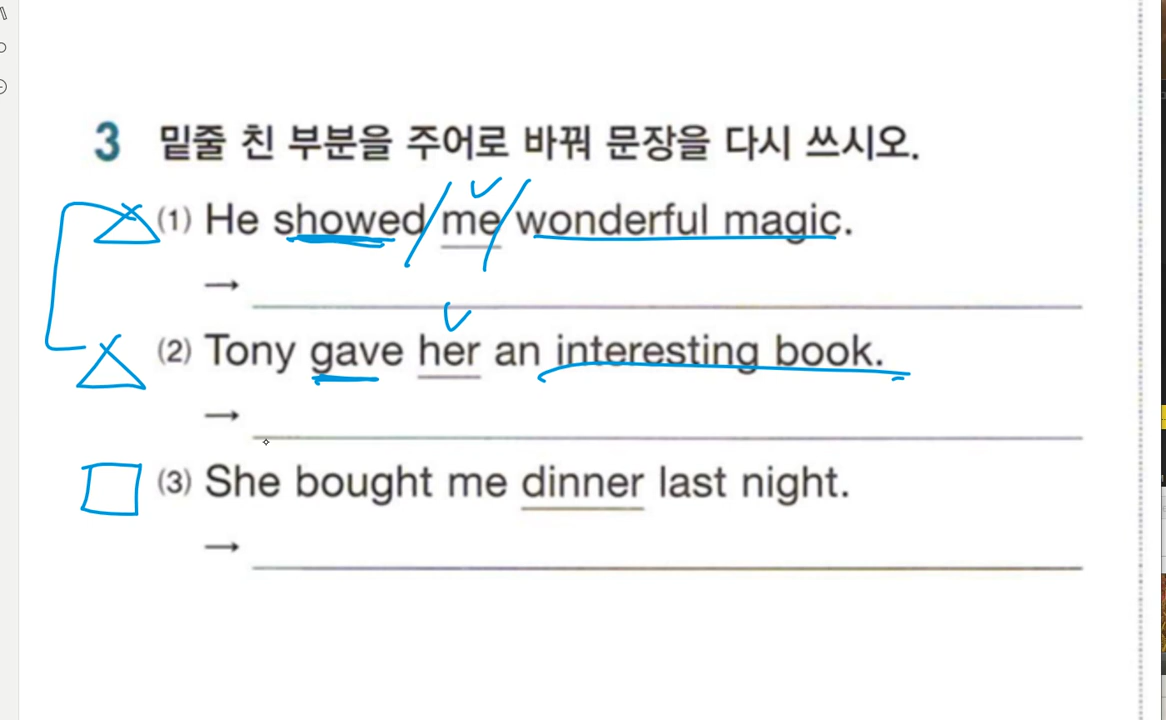 3 밑줄 친 부분을 주어로 바꿔 문장을 다시 쓰시오.
(1) He showed me wonderful magic.
→
(2) Tony gave her an interesting book.
→
(3) She bought me dinner last night.
→